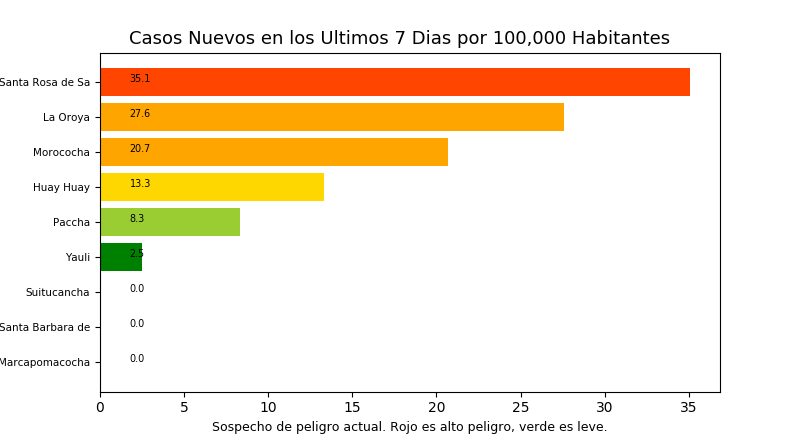 Casos Nuevos en los Ultimos 7 Dias por 100,000 Habitantes
Santa Rosa de Sa 35.1
La Oroya 27.6
Morococha 20.7
Huay Huay 13.3
Paccha 8.3
Yauli 2.5
Suitucancha 0.0
Santa Barbara de 0.0
Marcapomacocha 0.0
0 5 10 15 20 25 30 35
Sospecho de peligro actual. Rojo es alto peligro, verde es leve.